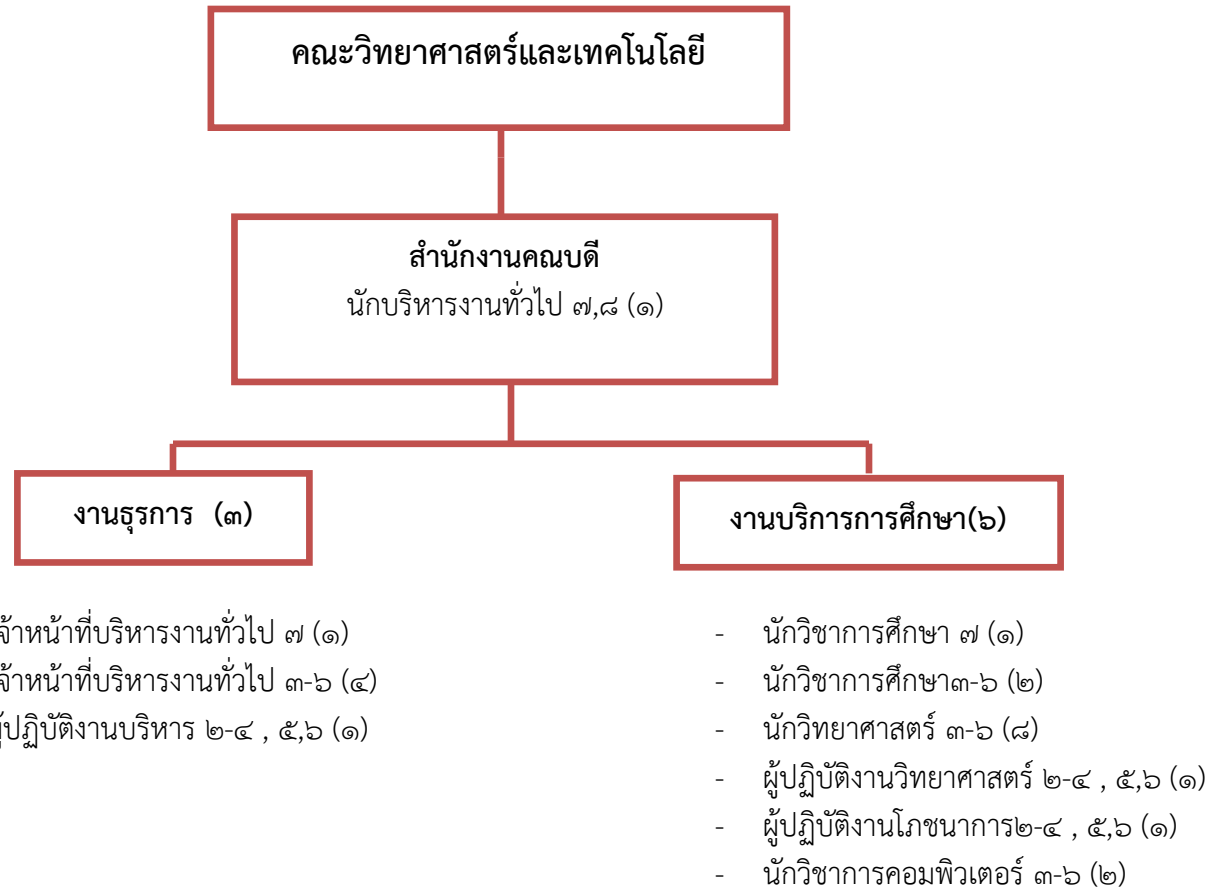 คณะวิทยาศาสตร์และเทคโนโลยี
สำนักงานคณบดี
นักบริหารงานทั่วไป ๗,๘ (๑)
งานธุรการ (๓)
จ้าหน้าที่บริหารงานทั่วไป ๗ (๑)
จ้าหน้าที่บริหารงานทั่วไป ๓-๖ (๔)
ผู้ปฏิบัติงานบริหาร ๒-๔ , ๕,๖ (๑)
งานบริการการศึกษา(๖)
- นักวิชาการศึกษา ๗ (๑)
- นักวิชาการศึกษา๓-๖ (๒)
- นักวิทยาศาสตร์ ๓-๖ (๘)
- ผู้ปฏิบัติงานวิทยาศาสตร์ ๒-๔ , ๕,๖ (๑)
- ผู้ปฏิบัติงานโภชนาการ๒-๔ , ๕,๖ (๑)
- นักวิชาการคอมพิวเตอร์ ๓-๖ (๒)